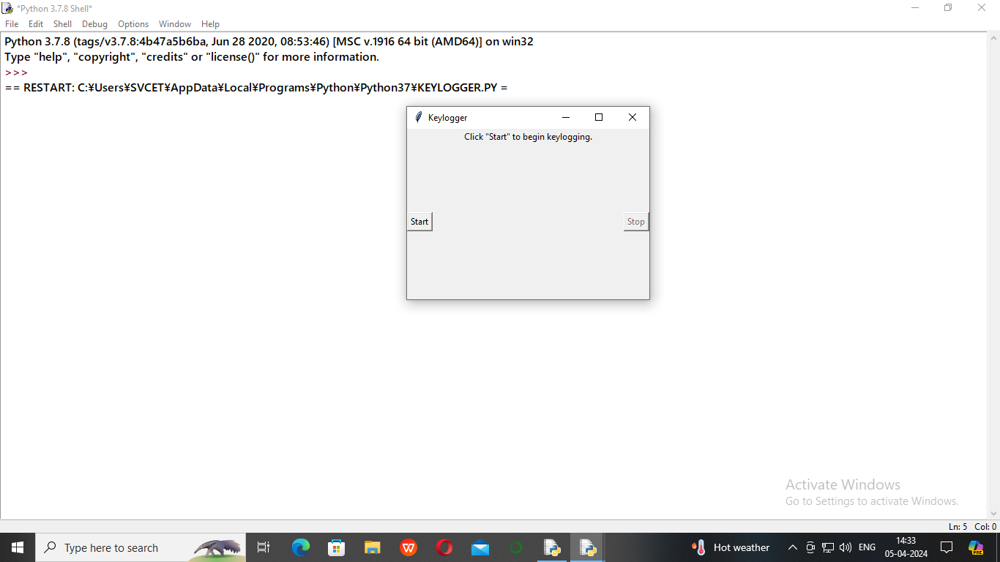 *Python 3.7.8 Shell*
File Edit Shell Debug Options Window Help
Python 3.7.8 (tags/v3.7.8:4b47a5b6ba, Jun 28 2020, 08:53:46) [MSC v.1916 64 bit (AMD64)] on win32
Type "help", "copyright", "credits" or "license()" for more information.
>>>
== RESTART: C:¥Users¥SVCET¥AppData¥Local¥Programs¥Python¥Python37¥KEYLOGGER.PY =
Keylogger
Click "Start" to begin keylogging.
Start Stop
Activate Windows
Go to Settings to activate Windows.
Ln: 5 Col: 0
Type here to search
Hot weather
ENG
14:33
05-04-2024
PRE